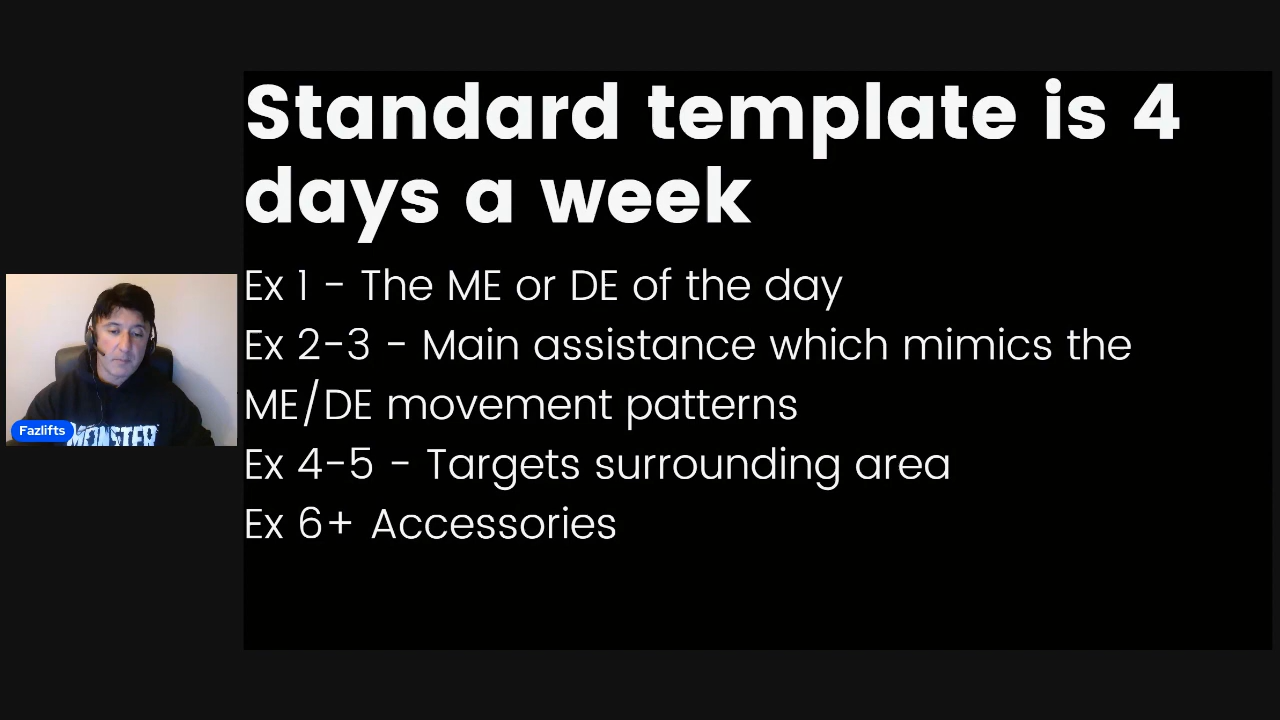 Standard template is 4
days a week
Ex 1 - The ME or DE of the day
Ex 2-3 - Main assistance which mimics the
ME/DE movement patterns
Ex 4-5 - Targets surrounding area
Ex 6+ Accessories
Fazlifts
MONSTER